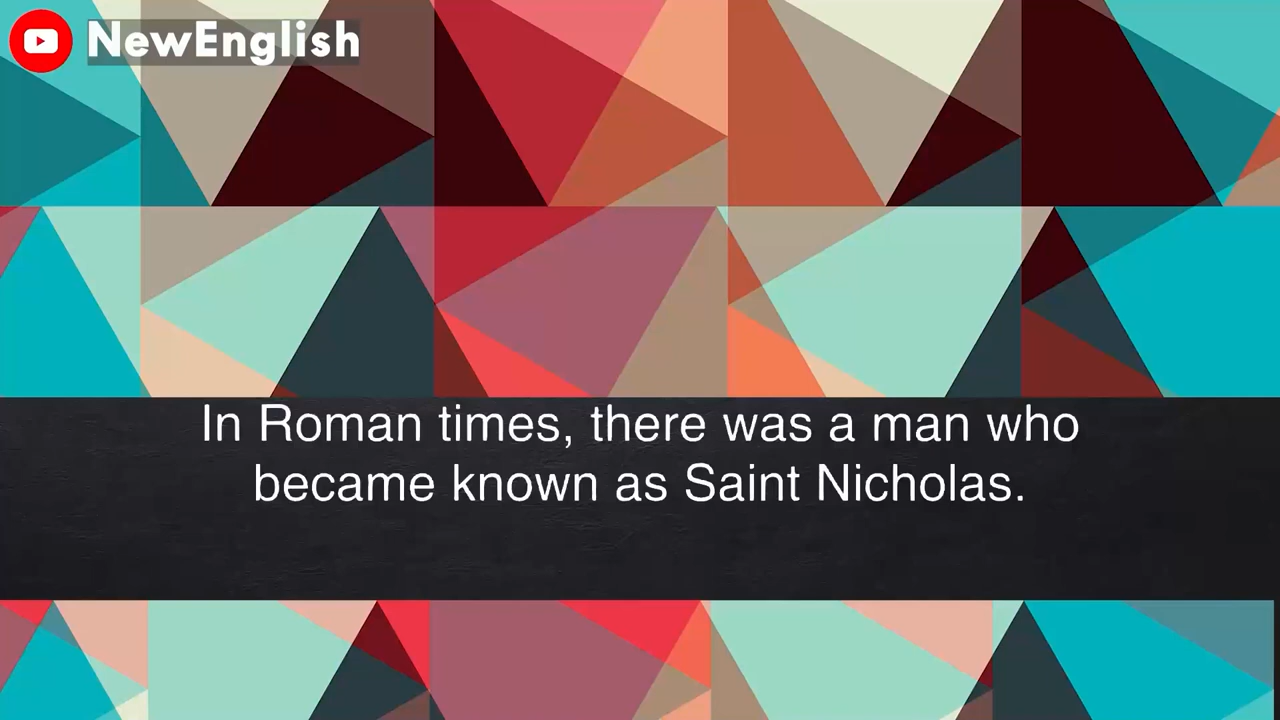 NewEnglish
In Roman times, there was a man who
became known as Saint Nicholas.